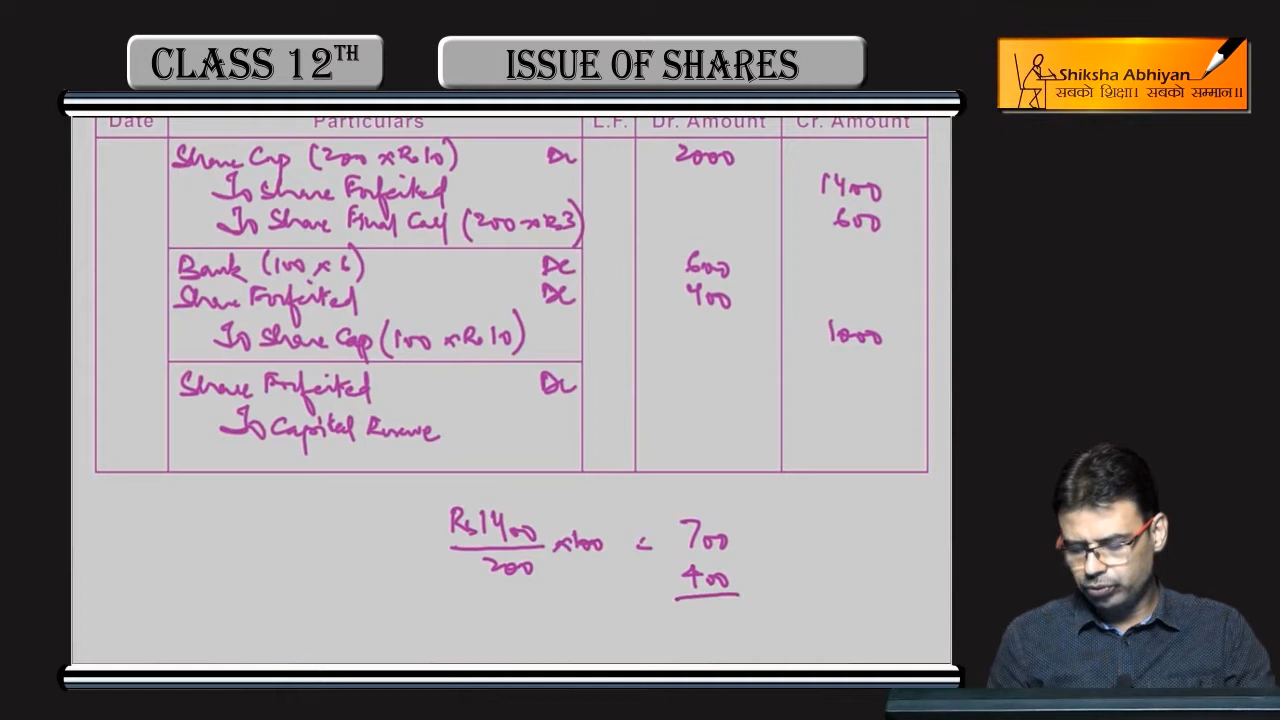 CLASS 12TH
ISSUE OF SHARES
Shiksha Abhiyan
सबको शिक्षा। सबको सम्मान॥
Date Particulars L.F. Dr. Amount Cr. Amount
Share Cap (200 x Rs 10) Dr 2000
To Share Forfeited 1400
To Share Final Call (200 x Rs 3) 600
Bank (100 x 6) Dr 600
Share Forfeited Dr 400
To Share Cap (100 x Rs 10) 1000
Share Forfeited Dr
To Capital Reserve
Rs 1400 / 200 x 100 = 700
400